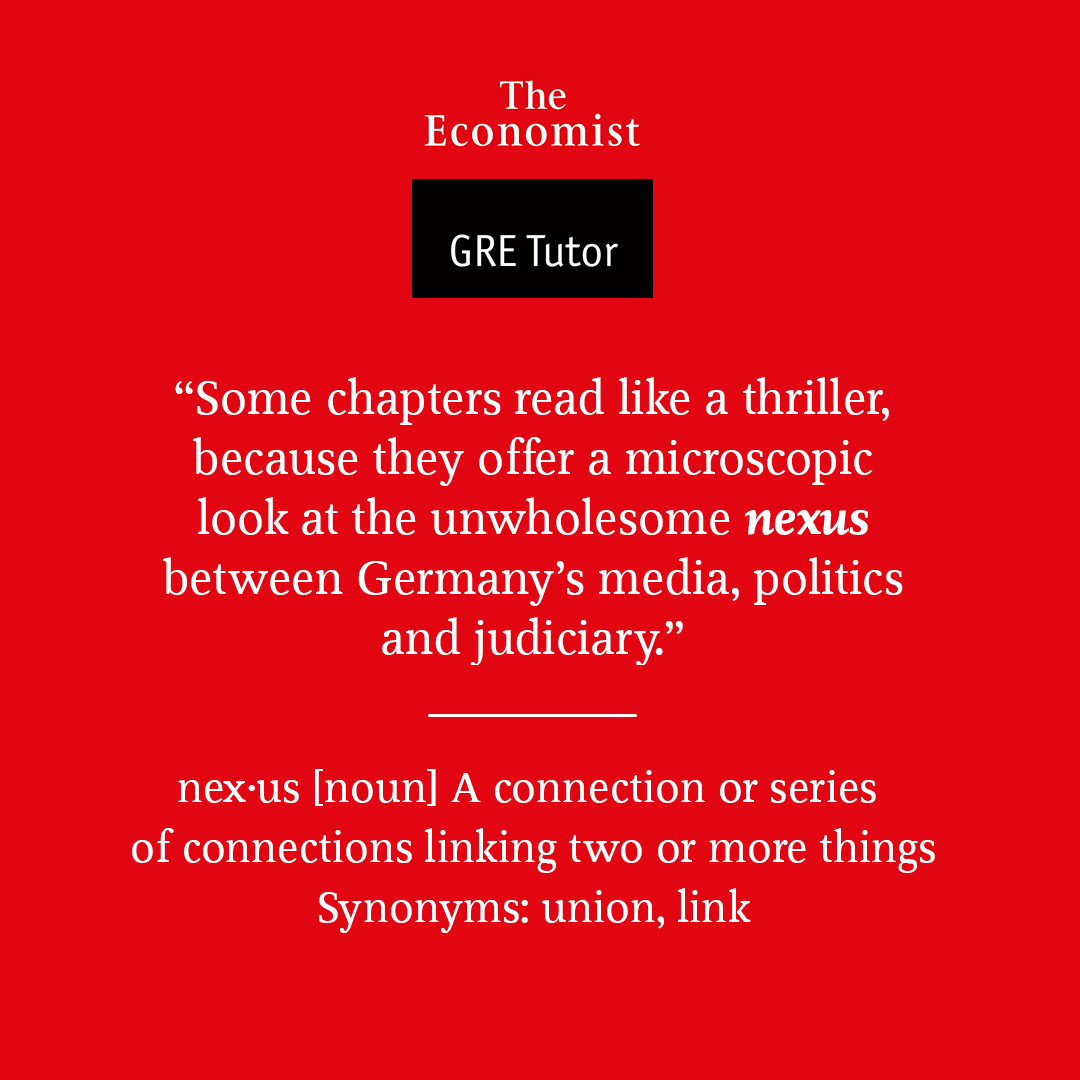 The
Economist
GRE Tutor
“Some chapters read like a thriller,
because they offer a microscopic
look at the unwholesome nexus
between Germany’s media, politics
and judiciary.”
nex·us [noun] A connection or series
of connections linking two or more things
Synonyms: union, link